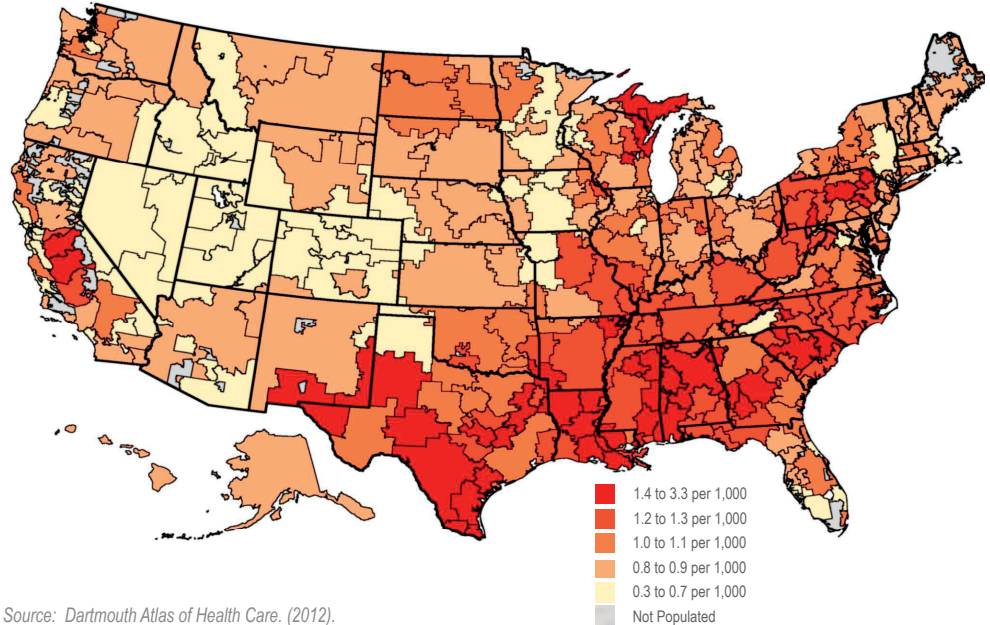 1.4 to 3.3 per 1,000
1.2 to 1.3 per 1,000
1.0 to 1.1 per 1,000
0.8 to 0.9 per 1,000
0.3 to 0.7 per 1,000
Not Populated
Source: Dartmouth Atlas of Health Care. (2012).